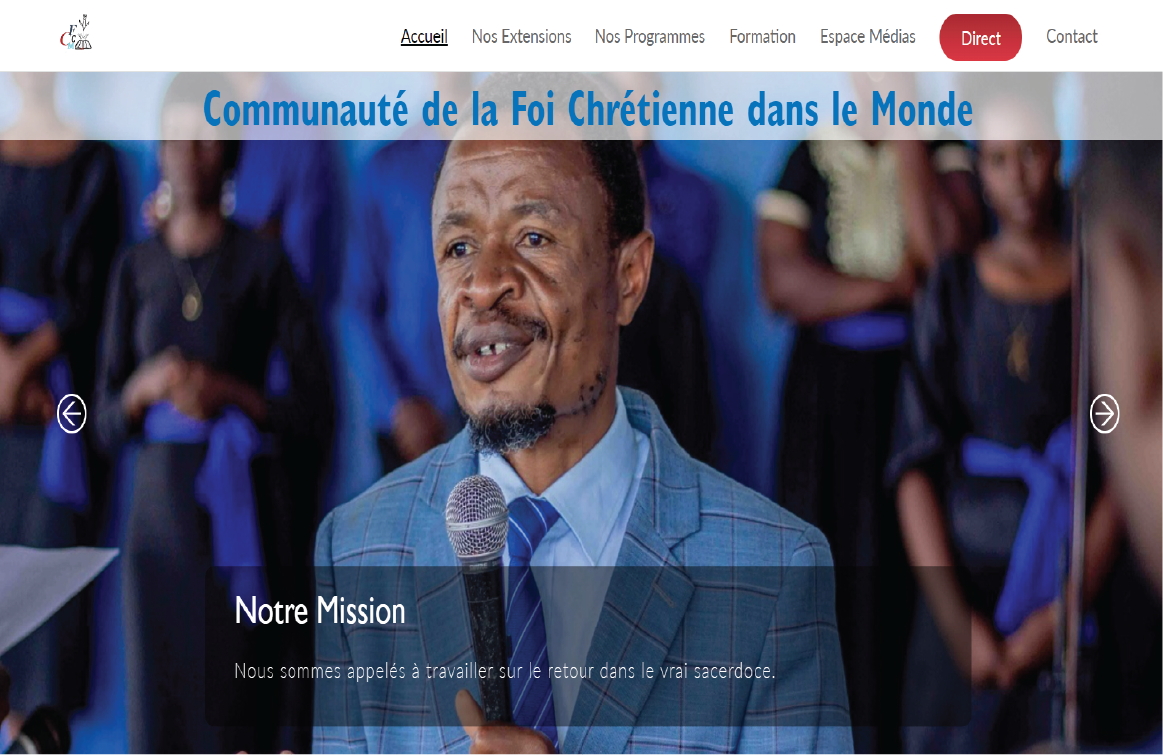 Accueil Nos Extensions Nos Programmes Formation Espace Médias Direct Contact
Communauté de la Foi Chrétienne dans le Monde
Notre Mission
Nous sommes appelés à travailler sur le retour dans le vrai sacerdoce.